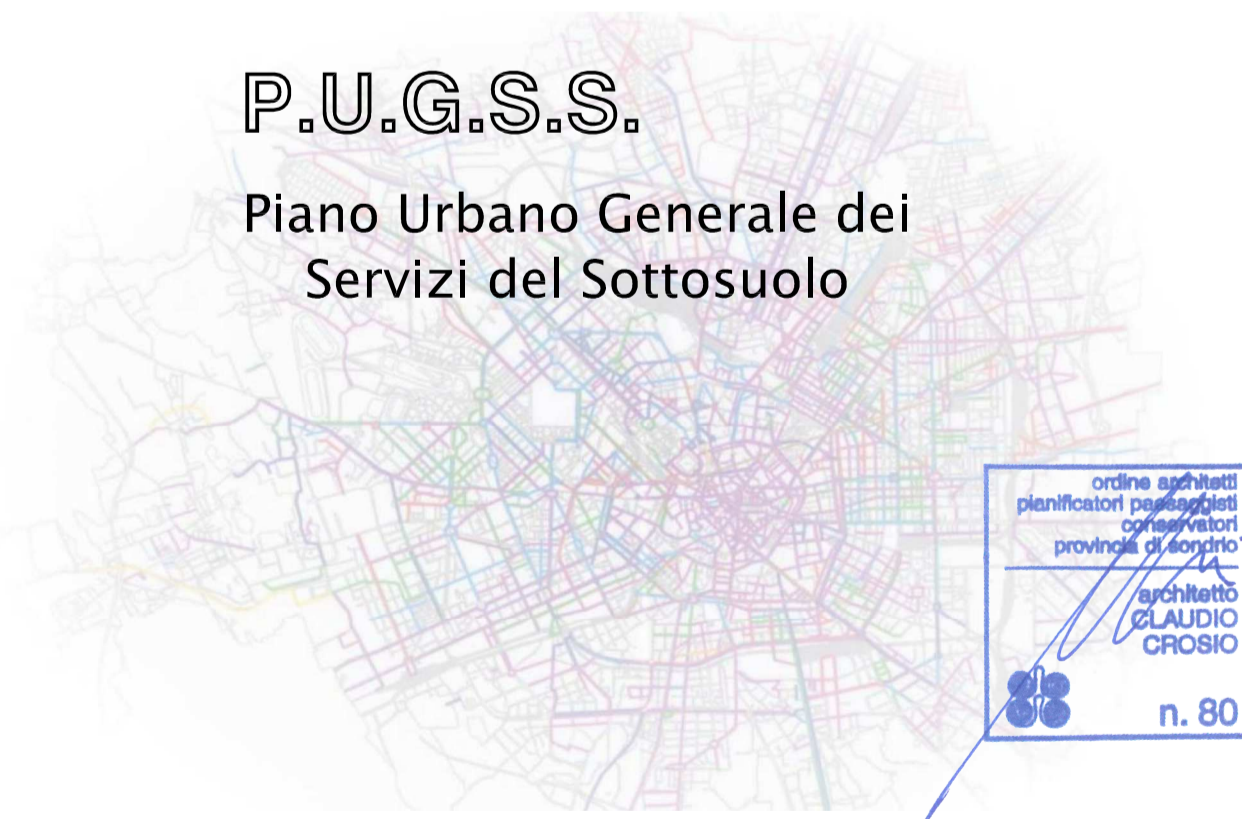 P.U.G.S.S.
Piano Urbano Generale dei
Servizi del Sottosuolo
ordine architetti
pianificatori paesaggisti
conservatori
provincia di sondrio
architetto
CLAUDIO
CROSIO
n. 80